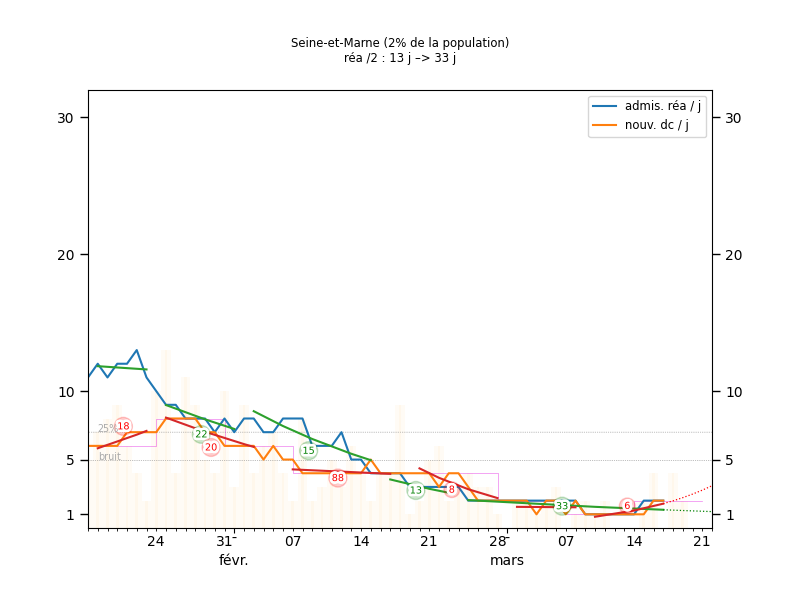 Seine-et-Marne (2% de la population)
réa /2 : 13 j –> 33 j
admis. réa / j
nouv. dc / j
30 30
20 20
10 10
25% 18 22 20 15
5 bruit 5
88 13 8 33 6
1 1
24 31 07 14 21 28 07 14 21
févr. mars